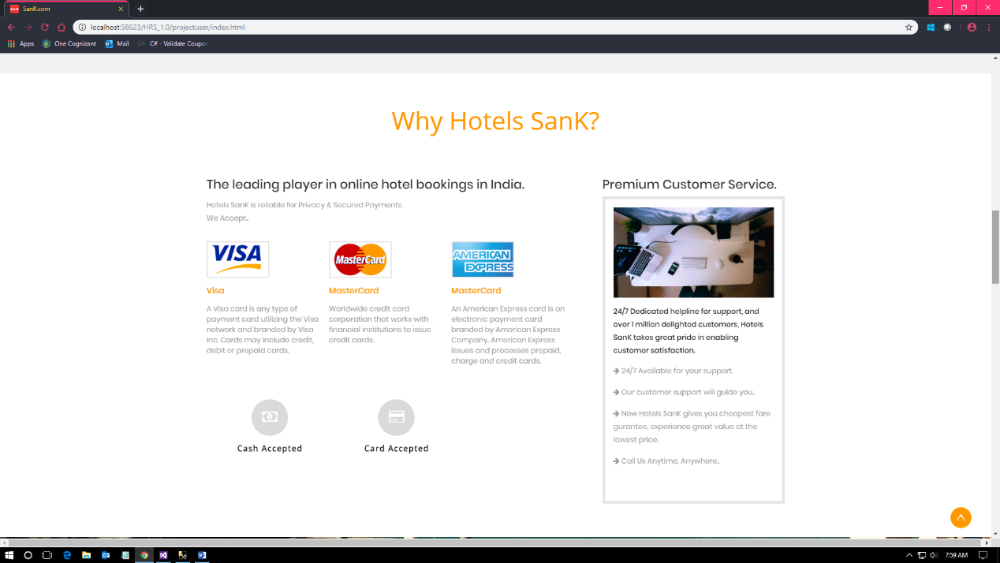 SanK SanK.com
localhost:58623/HRS_1.0/projectuser/index.html
Apps One Cognizant Mail C# - Validate Coupon
Why Hotels SanK?
The leading player in online hotel bookings in India.
Hotels SanK is reliable for Privacy & Secured Payments.
We Accept..
VISA
MasterCard
AMERICAN
EXPRESS
Visa
MasterCard
MasterCard
A Visa card is any type of
payment card utilizing the Visa
network and branded by Visa
Inc. Cards may include credit,
debit or prepaid cards.
Worldwide credit card
corporation that works with
financial institutions to issue
credit cards.
An American Express card is an
electronic payment card
branded by American Express
Company. American Express
issues and processes prepaid,
charge and credit cards.
Cash Accepted
Card Accepted
Premium Customer Service.
24/7 Dedicated helpline for support, and
over 1 million delighted customers, Hotels
SanK takes great pride in enabling
customer satisfaction.
24/7 Available for your support.
Our customer support will guide you..
Now Hotels SanK gives you cheapest fare
gurantee, experience great value at the
lowest price.
Call Us Anytime, Anywhere..
7:59 AM